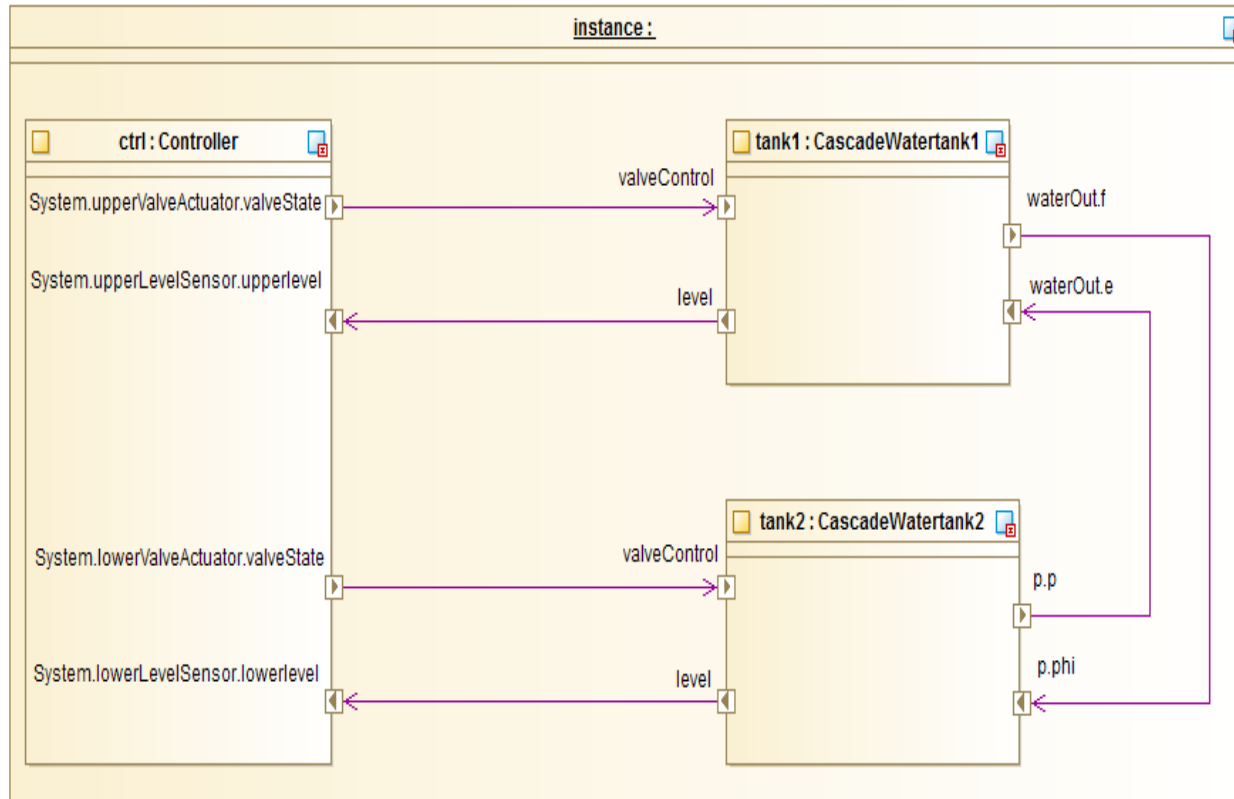 instance :
ctrl : Controller
tank1 : CascadeWatertank1
System.upperValveActuator.valveState
valveControl
waterOut.f
System.upperLevelSensor.upperlevel
level
waterOut.e
tank2 : CascadeWatertank2
System.lowerValveActuator.valveState
valveControl
p.p
System.lowerLevelSensor.lowerlevel
level
p.phi